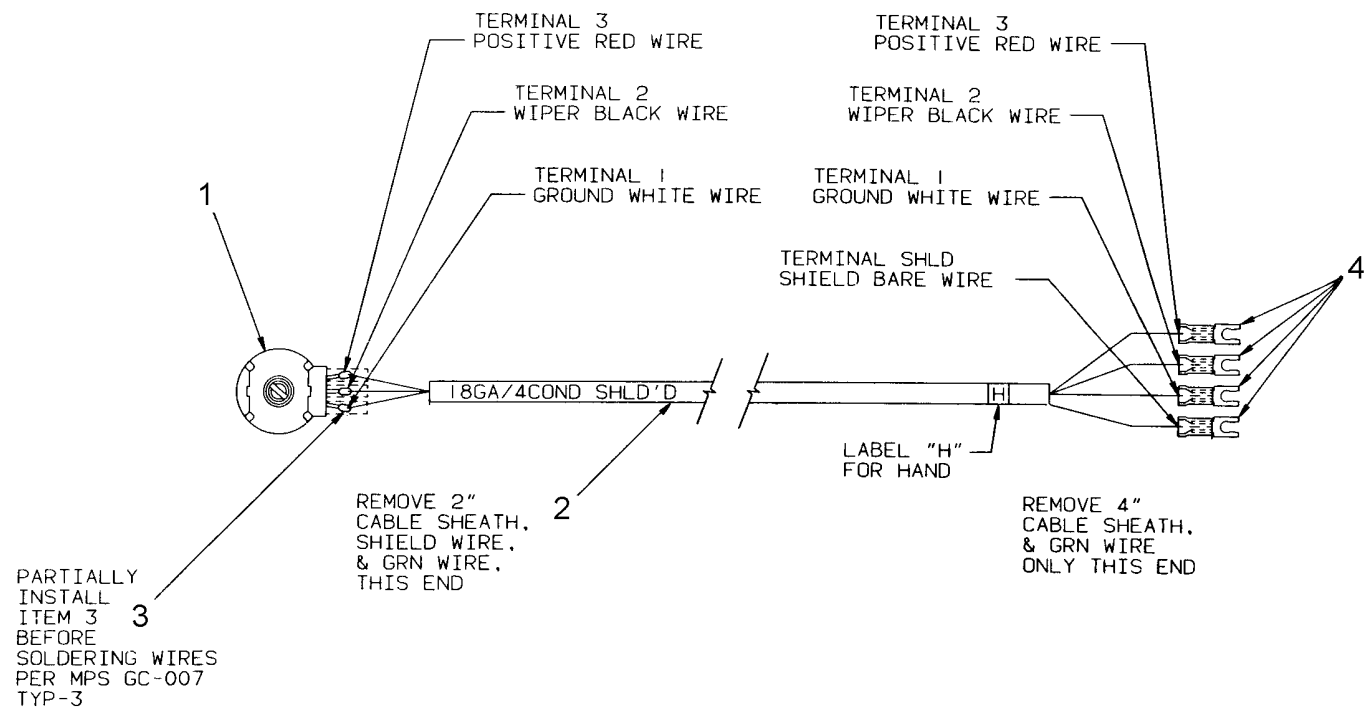 TERMINAL 3
POSITIVE RED WIRE
TERMINAL 2
WIPER BLACK WIRE
TERMINAL 1
GROUND WHITE WIRE
TERMINAL 3
POSITIVE RED WIRE
TERMINAL 2
WIPER BLACK WIRE
TERMINAL 1
GROUND WHITE WIRE
TERMINAL SHLD
SHIELD BARE WIRE
1
4
18GA/4COND SHLD'D
H
LABEL "H"
FOR HAND
2
REMOVE 2"
CABLE SHEATH,
SHIELD WIRE,
& GRN WIRE,
THIS END
REMOVE 4"
CABLE SHEATH,
& GRN WIRE
ONLY THIS END
3
PARTIALLY
INSTALL
ITEM 3
BEFORE
SOLDERING WIRES
PER MPS GC-007
TYP-3